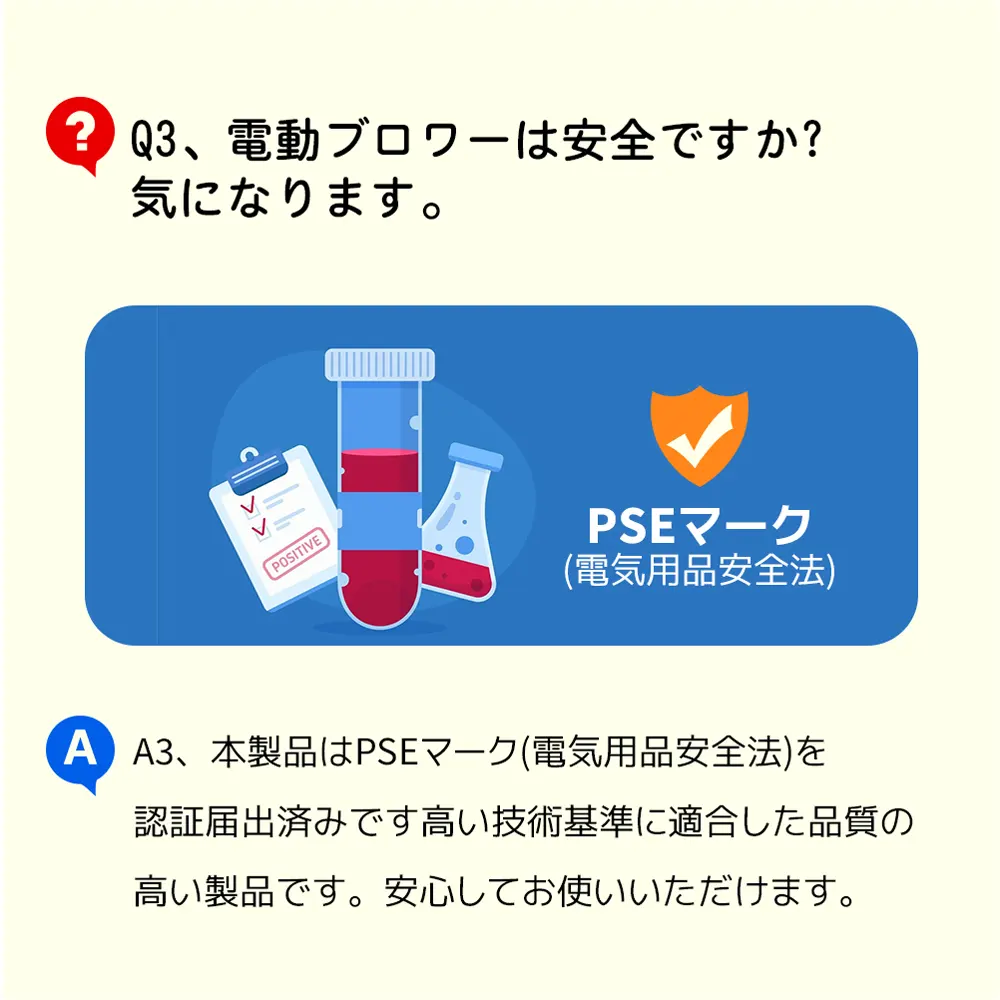 ?
Q3、電動ブロワーは安全ですか?
気になります。
POSITIVE
PSEマーク
(電気用品安全法)
A
A3、本製品はPSEマーク(電気用品安全法)を
認証届出済みです高い技術基準に適合した品質の
高い製品です。安心してお使いいただけます。